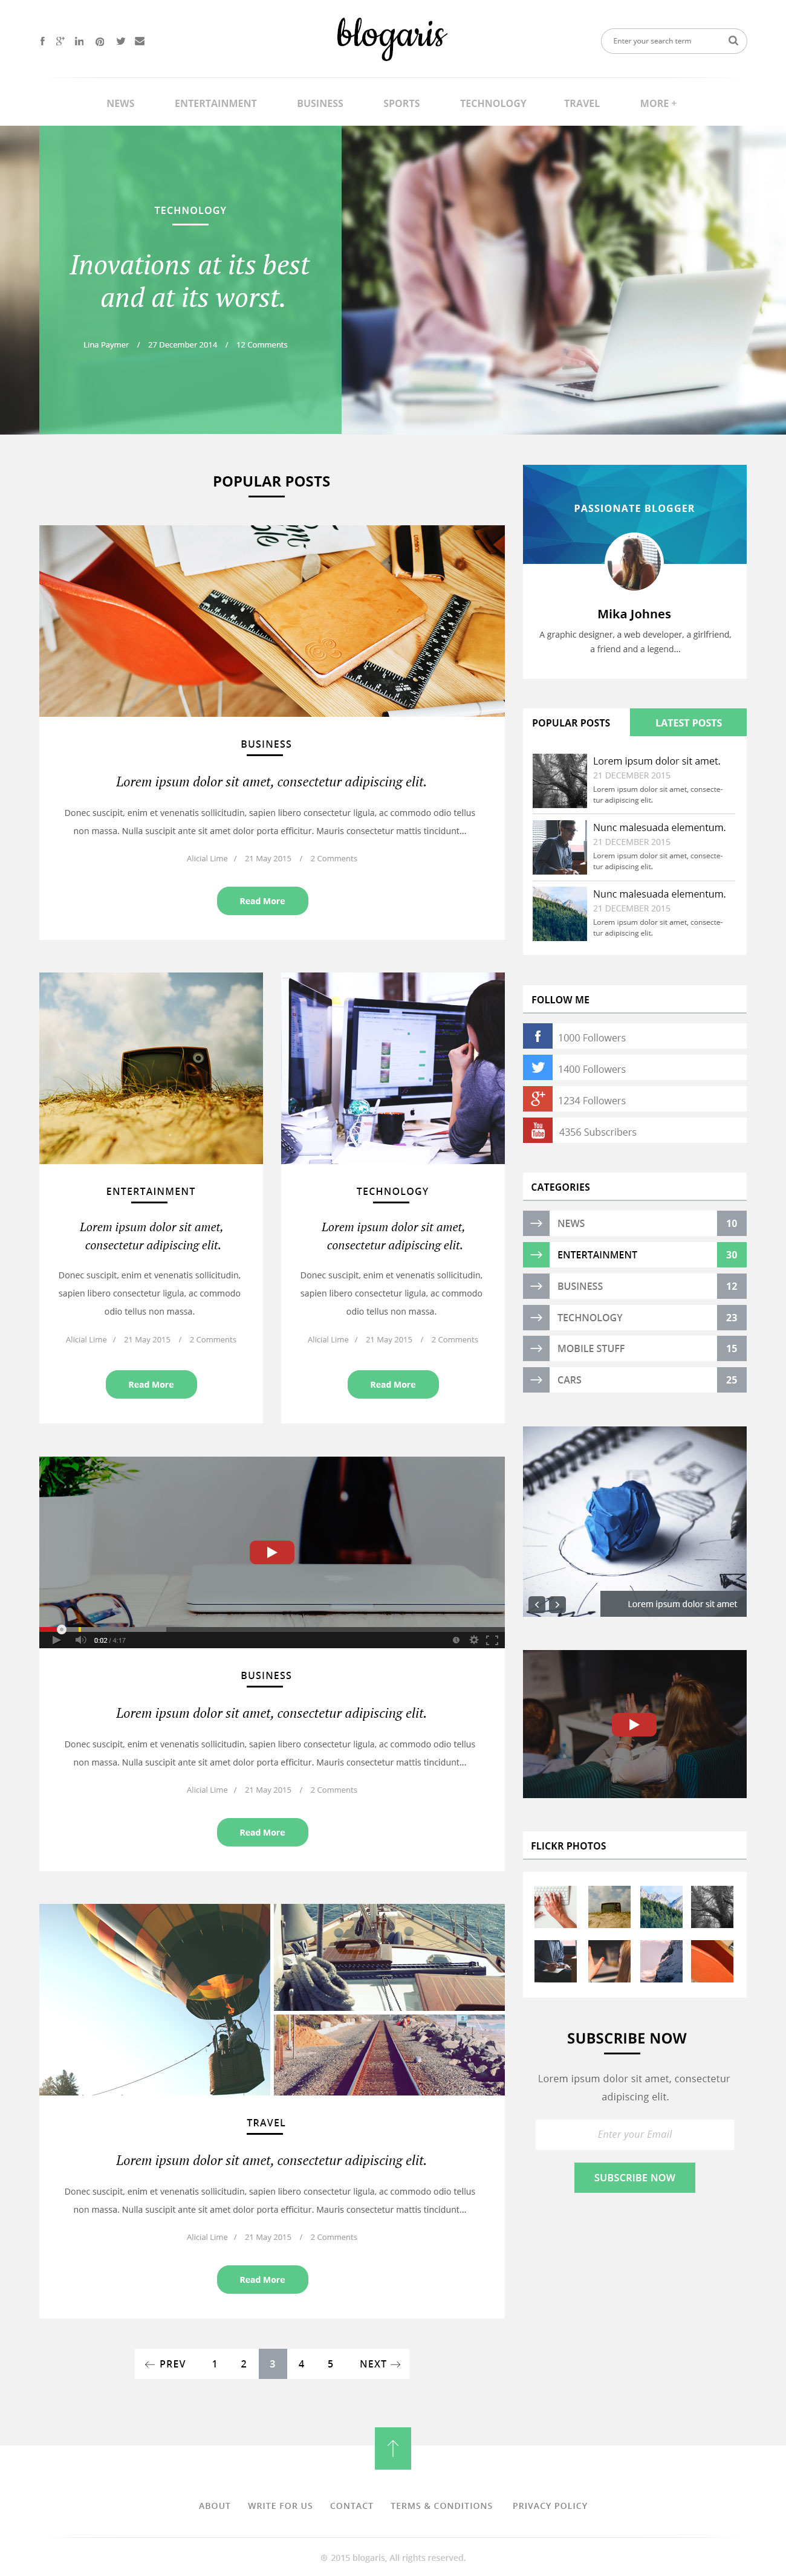 blogaris
Enter your search term
NEWS ENTERTAINMENT BUSINESS SPORTS TECHNOLOGY TRAVEL MORE +
TECHNOLOGY
Inovations at its best
and at its worst.
Lina Paymer / 27 December 2014 / 12 Comments
POPULAR POSTS
BUSINESS
Lorem ipsum dolor sit amet, consectetur adipiscing elit.
Donec suscipit, enim et venenatis sollicitudin, sapien libero consectetur ligula, ac commodo odio tellus
non massa. Nulla suscipit ante sit amet dolor porta efficitur. Mauris consectetur mattis tincidunt...
Alicial Lime / 21 May 2015 / 2 Comments
Read More
ENTERTAINMENT
Lorem ipsum dolor sit amet,
consectetur adipiscing elit.
Donec suscipit, enim et venenatis sollicitudin,
sapien libero consectetur ligula, ac commodo
odio tellus non massa.
Alicial Lime / 21 May 2015 / 2 Comments
Read More
TECHNOLOGY
Lorem ipsum dolor sit amet,
consectetur adipiscing elit.
Donec suscipit, enim et venenatis sollicitudin,
sapien libero consectetur ligula, ac commodo
odio tellus non massa.
Alicial Lime / 21 May 2015 / 2 Comments
Read More
0:02 / 4:17
BUSINESS
Lorem ipsum dolor sit amet, consectetur adipiscing elit.
Donec suscipit, enim et venenatis sollicitudin, sapien libero consectetur ligula, ac commodo odio tellus
non massa. Nulla suscipit ante sit amet dolor porta efficitur. Mauris consectetur mattis tincidunt...
Alicial Lime / 21 May 2015 / 2 Comments
Read More
TRAVEL
Lorem ipsum dolor sit amet, consectetur adipiscing elit.
Donec suscipit, enim et venenatis sollicitudin, sapien libero consectetur ligula, ac commodo odio tellus
non massa. Nulla suscipit ante sit amet dolor porta efficitur. Mauris consectetur mattis tincidunt...
Alicial Lime / 21 May 2015 / 2 Comments
Read More
← PREV 1 2 3 4 5 NEXT →
PASSIONATE BLOGGER
Mika Johnes
A graphic designer, a web developer, a girlfriend,
a friend and a legend...
POPULAR POSTS LATEST POSTS
Lorem ipsum dolor sit amet.
21 DECEMBER 2015
Lorem ipsum dolor sit amet, consecte-
tur adipiscing elit.
Nunc malesuada elementum.
21 DECEMBER 2015
Lorem ipsum dolor sit amet, consecte-
tur adipiscing elit.
Nunc malesuada elementum.
21 DECEMBER 2015
Lorem ipsum dolor sit amet, consecte-
tur adipiscing elit.
FOLLOW ME
1000 Followers
1400 Followers
1234 Followers
You
Tube 4356 Subscribers
CATEGORIES
→ NEWS 10
→ ENTERTAINMENT 30
→ BUSINESS 12
→ TECHNOLOGY 23
→ MOBILE STUFF 15
→ CARS 25
Lorem ipsum dolor sit amet
FLICKR PHOTOS
SUBSCRIBE NOW
Lorem ipsum dolor sit amet, consectetur
adipiscing elit.
Enter your Email
SUBSCRIBE NOW
ABOUT WRITE FOR US CONTACT TERMS & CONDITIONS PRIVACY POLICY
® 2015 blogaris, All rights reserved.